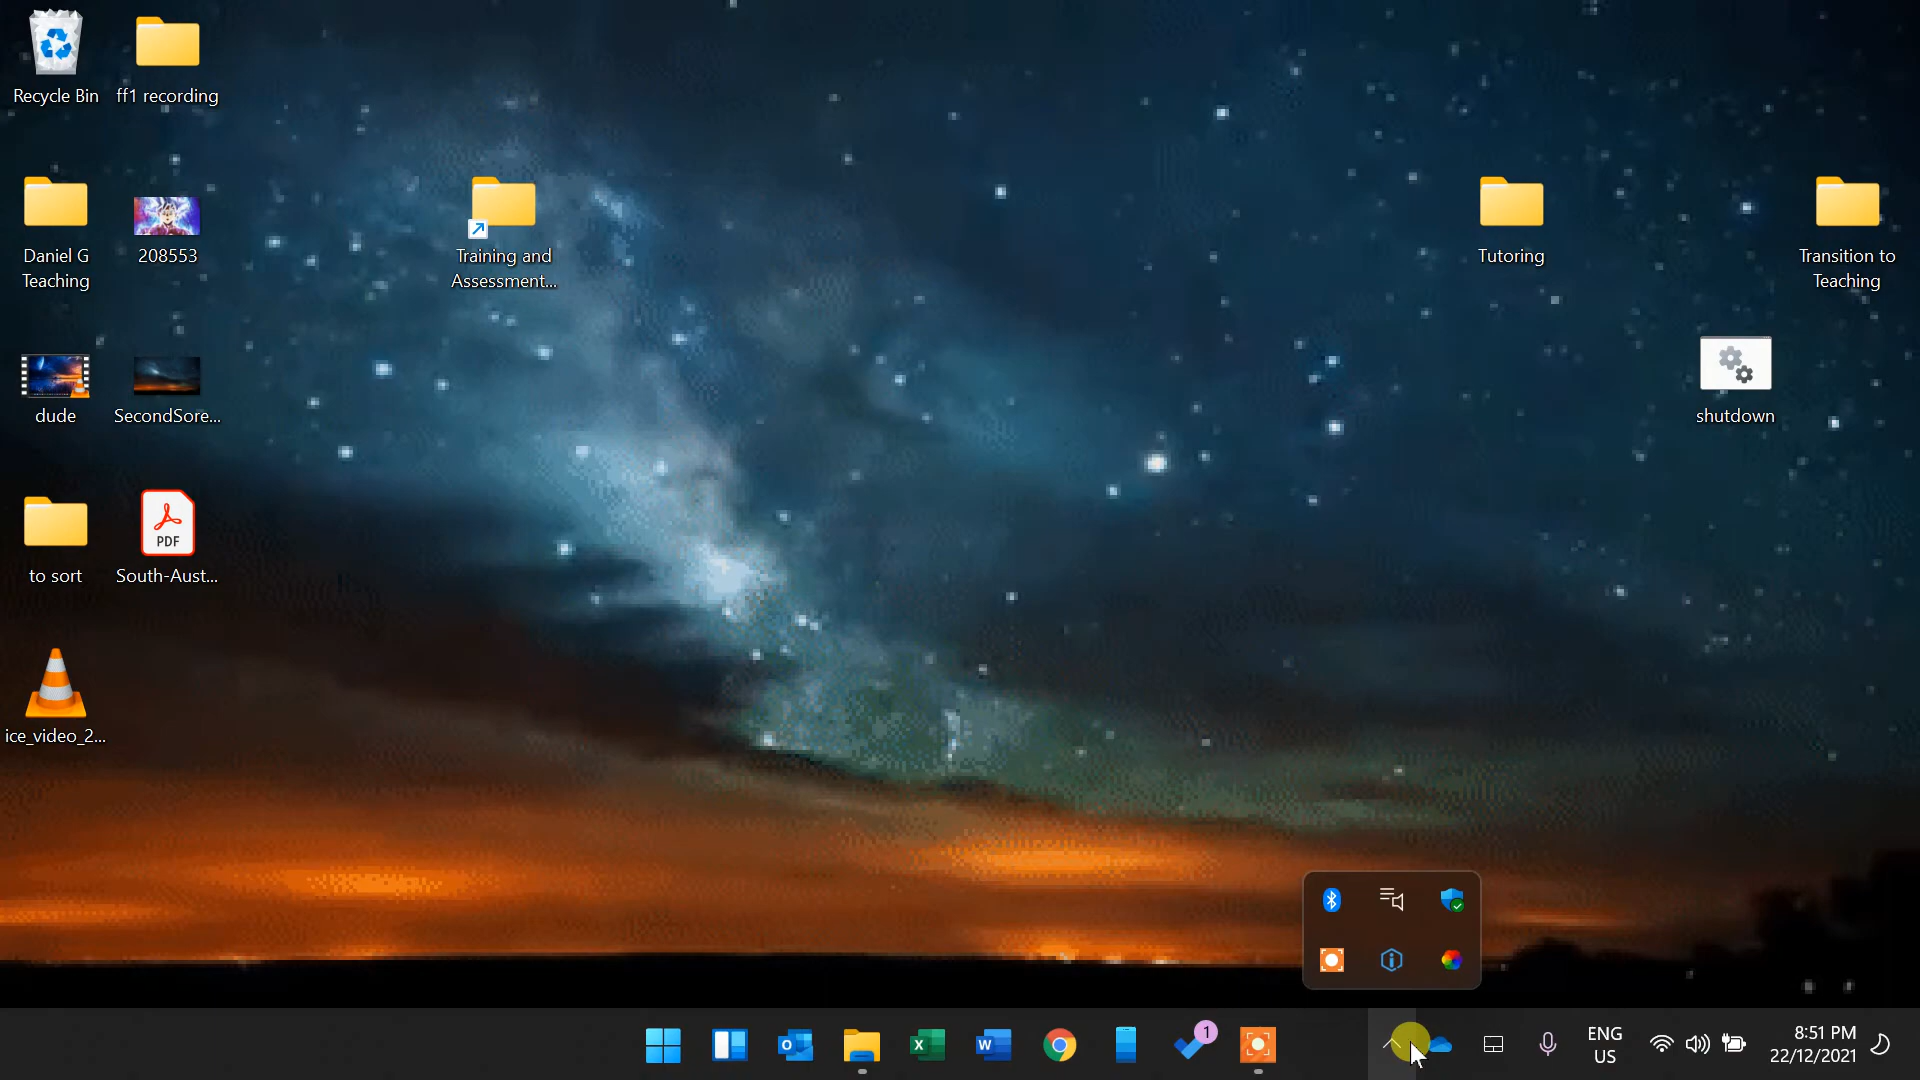 Recycle Bin
ff1 recording
Daniel G
Teaching
208553
Training and
Assessment...
Tutoring
Transition to
Teaching
dude
SecondSore...
shutdown
to sort
PDF
South-Aust...
ice_video_2...
O
X
W
1
ENG
US
8:51 PM
22/12/2021